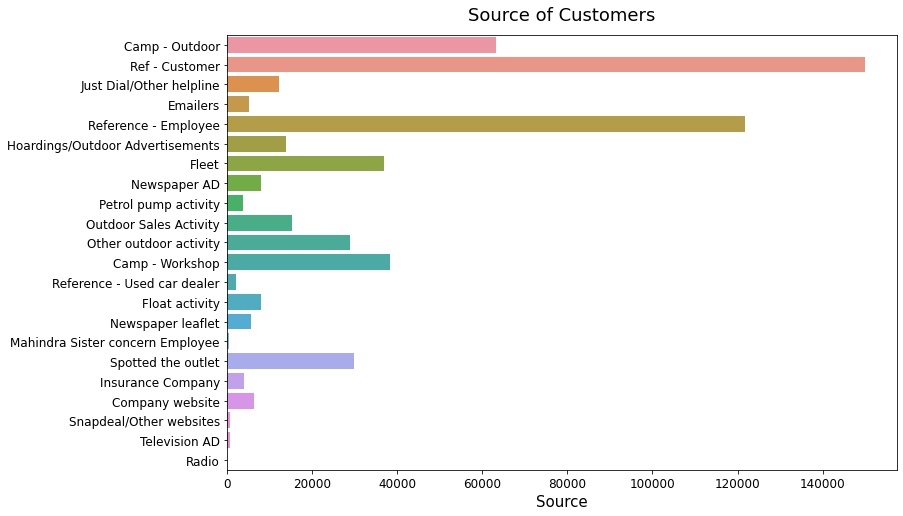 Source of Customers
Camp - Outdoor
Ref - Customer
Just Dial/Other helpline
Emailers
Reference - Employee
Hoardings/Outdoor Advertisements
Fleet
Newspaper AD
Petrol pump activity
Outdoor Sales Activity
Other outdoor activity
Camp - Workshop
Reference - Used car dealer
Float activity
Newspaper leaflet
Mahindra Sister concern Employee
Spotted the outlet
Insurance Company
Company website
Snapdeal/Other websites
Television AD
Radio
0 20000 40000 60000 80000 100000 120000 140000
Source